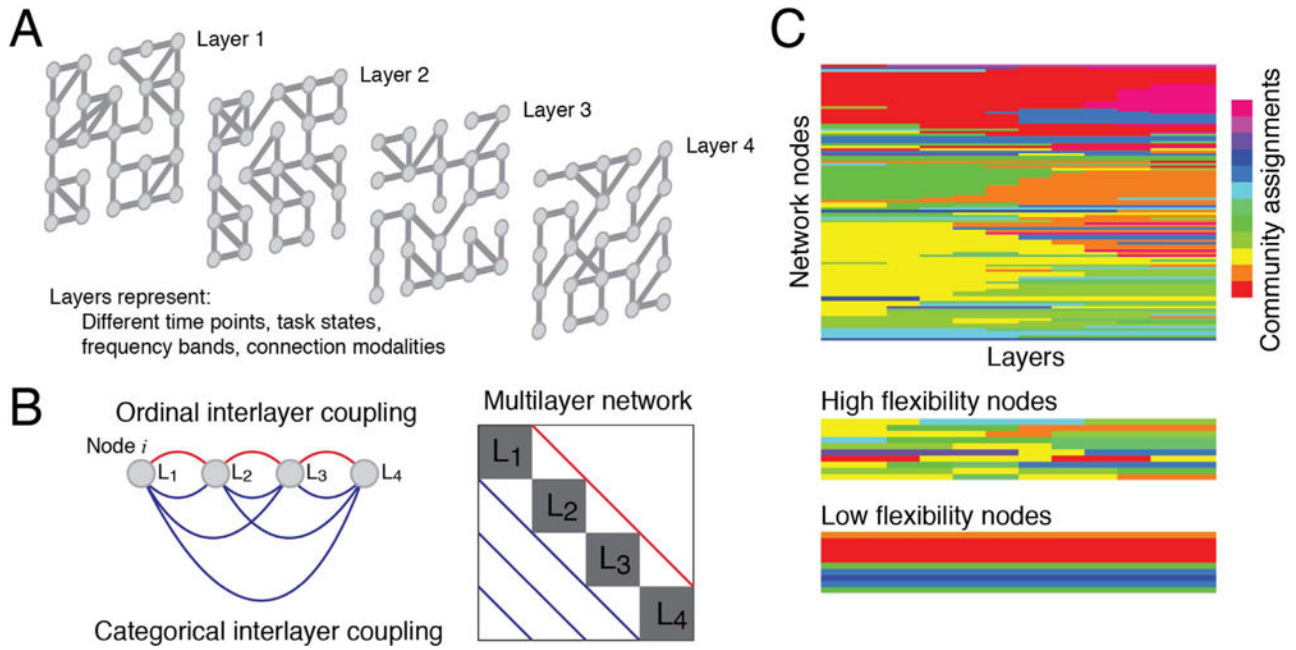 A
Layer 1
Layer 2
Layer 3
Layer 4
Layers represent:
Different time points, task states,
frequency bands, connection modalities
B
Ordinal interlayer coupling
Node i
L1
L2
L3
L4
Categorical interlayer coupling
Multilayer network
L1
L2
L3
L4
C
Network nodes
Layers
Community assignments
High flexibility nodes
Low flexibility nodes